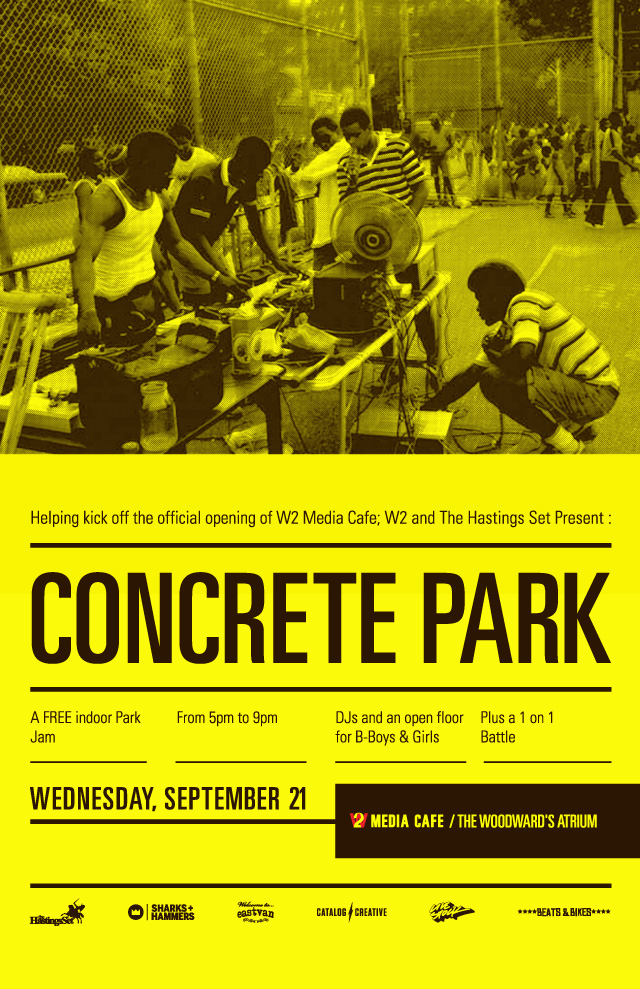 Helping kick off the official opening of W2 Media Cafe; W2 and The Hastings Set Present :
CONCRETE PARK
A FREE indoor Park
Jam
From 5pm to 9pm
DJs and an open floor
for B-Boys & Girls
Plus a 1 on 1
Battle
WEDNESDAY, SEPTEMBER 21
W2 MEDIA CAFE / THE WOODWARD'S ATRIUM
The HastingsSet
SHARKS+
HAMMERS
Welcome to...
eastvan
CATALOG CREATIVE
****BEATS & BIKES****